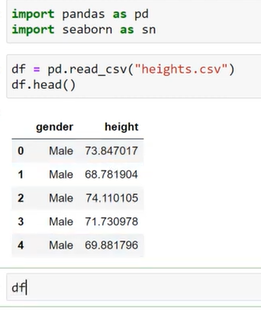 import pandas as pd
import seaborn as sn
df = pd.read_csv("heights.csv")
df.head()
gender height
0 Male 73.847017
1 Male 68.781904
2 Male 74.110105
3 Male 71.730978
4 Male 69.881796
df